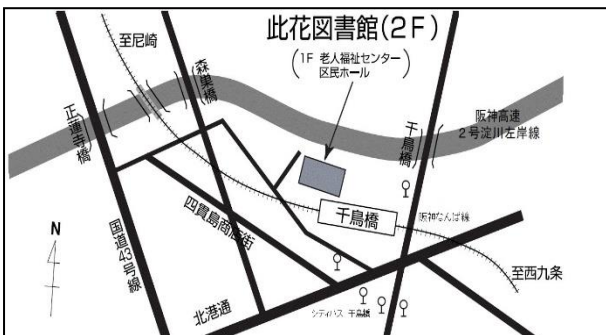 此花図書館(2F)
(1F 老人福祉センター
区民ホール)
至尼崎
森巣橋
正蓮寺橋
千鳥橋
阪神高速
2号淀川左岸線
四貫島商店街
千鳥橋
阪神なんば線
N
国道43号線
至西九条
北港通
シティバス 千鳥橋